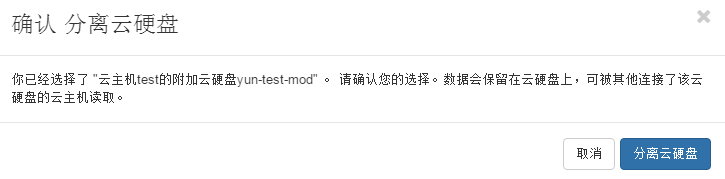 确认 分离云硬盘
×
你已经选择了 "云主机test的附加云硬盘yun-test-mod" 。 请确认您的选择。数据会保留在云硬盘上，可被其他连接了该云
硬盘的云主机读取。
取消
分离云硬盘